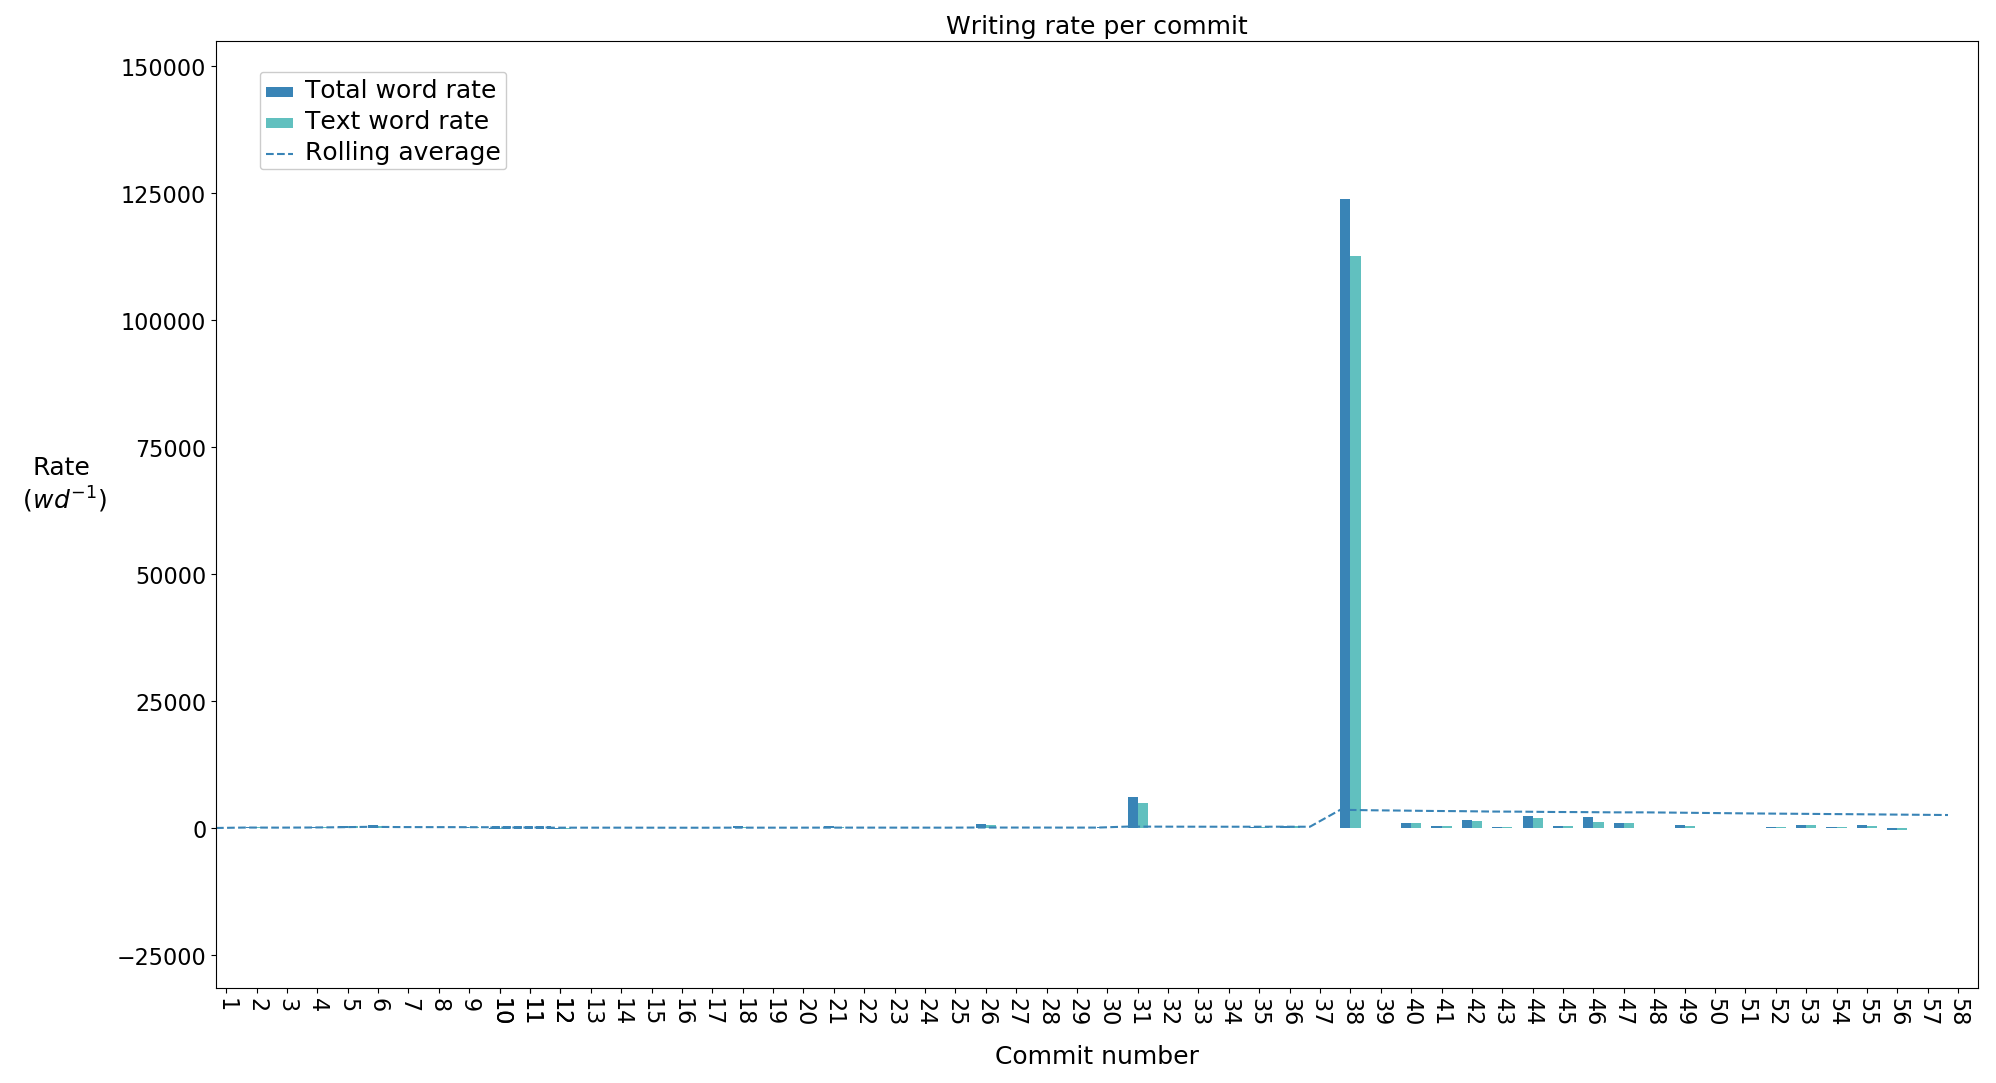 Writing rate per commit
150000
125000
100000
75000
50000
25000
0
−25000
Total word rate
Text word rate
Rolling average
Rate
(wd⁻¹)
1 2 3 4 5 6 7 8 9 10 11 12 13 14 15 16 17 18 19 20 21 22 23 24 25 26 27 28 29 30 31 32 33 34 35 36 37 38 39 40 41 42 43 44 45 46 47 48 49 50 51 52 53 54 55 56 57 58
Commit number